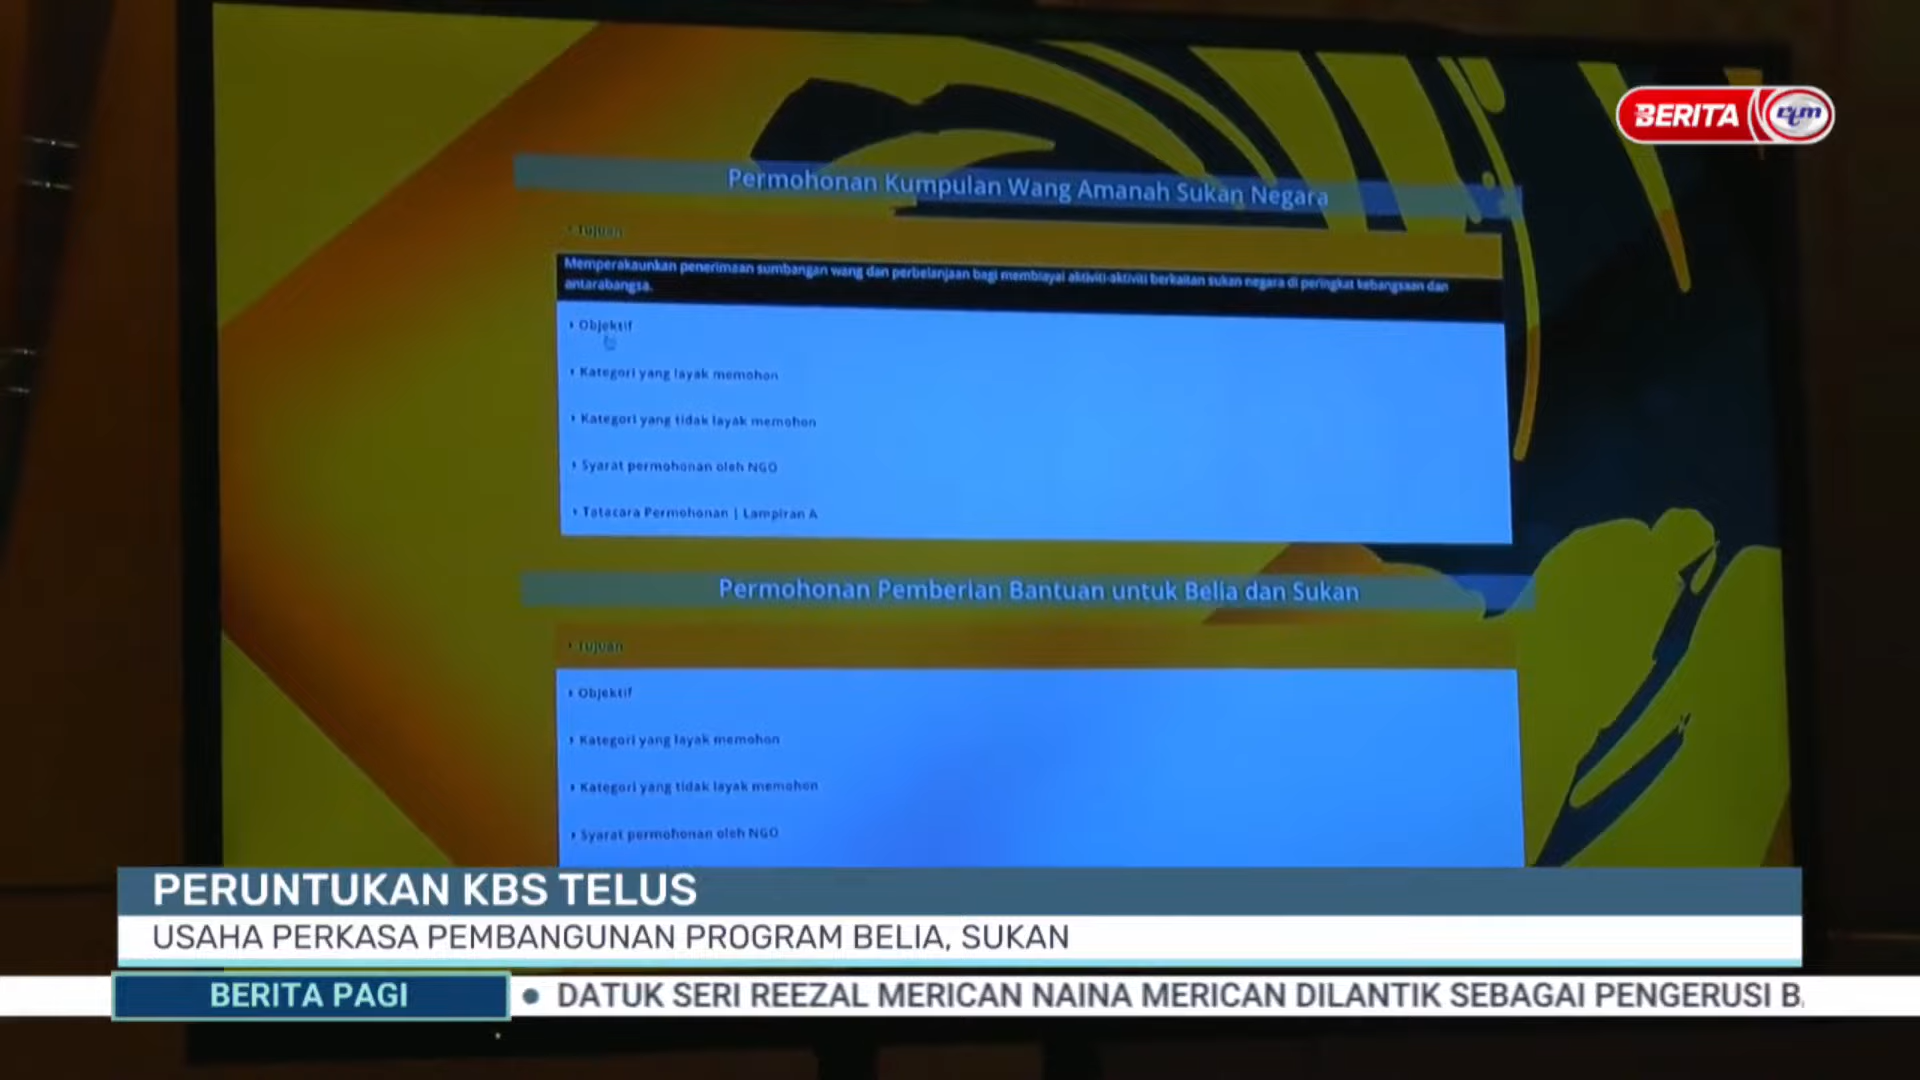 BERITA rtm
Permohonan Kumpulan Wang Amanah Sukan Negara
Tujuan
Memperakaunkan penerimaan sumbangan wang dan perbelanjaan bagi membiayai aktiviti-aktiviti berkaitan sukan negara di peringkat kebangsaan dan
antarabangsa.
Objektif
Kategori yang layak memohon
Kategori yang tidak layak memohon
Syarat permohonan oleh NGO
Tatacara Permohonan | Lampiran A
Permohonan Pemberian Bantuan untuk Belia dan Sukan
Tujuan
Objektif
Kategori yang layak memohon
Kategori yang tidak layak memohon
Syarat permohonan oleh NGO
PERUNTUKAN KBS TELUS
USAHA PERKASA PEMBANGUNAN PROGRAM BELIA, SUKAN
BERITA PAGI • DATUK SERI REEZAL MERICAN NAINA MERICAN DILANTIK SEBAGAI PENGERUSI B